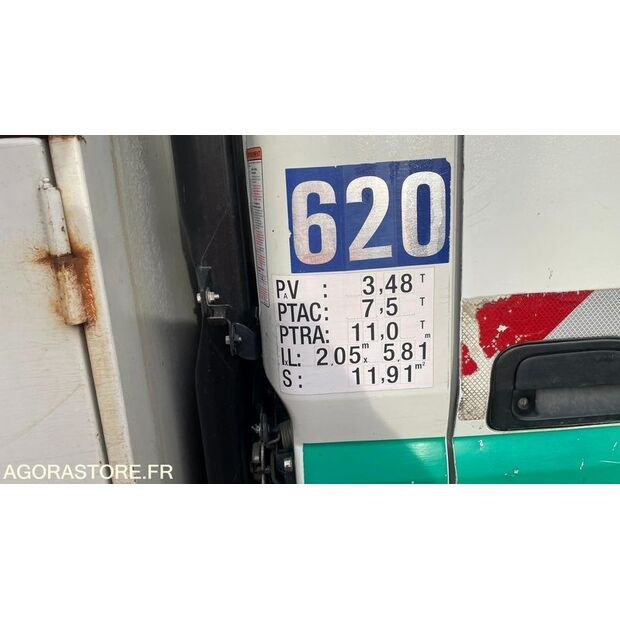 620
P.V : 3,48 T
A
PTAC: 7,5 T
PTRA: 11,0 T
l.L: 2,05 m x 5,81 m
S: 11,91 m²
AGORASTORE.FR